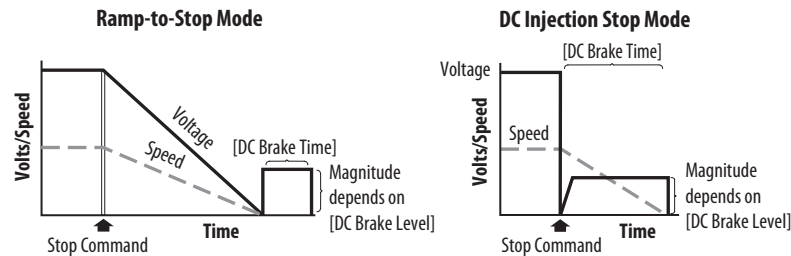 Ramp-to-Stop Mode
Volts/Speed
Voltage
Speed
[DC Brake Time]
Magnitude
depends on
[DC Brake Level]
Time
Stop Command
DC Injection Stop Mode
[DC Brake Time]
Voltage
Volts/Speed
Speed
Magnitude
depends on
[DC Brake Level]
Time
Stop Command